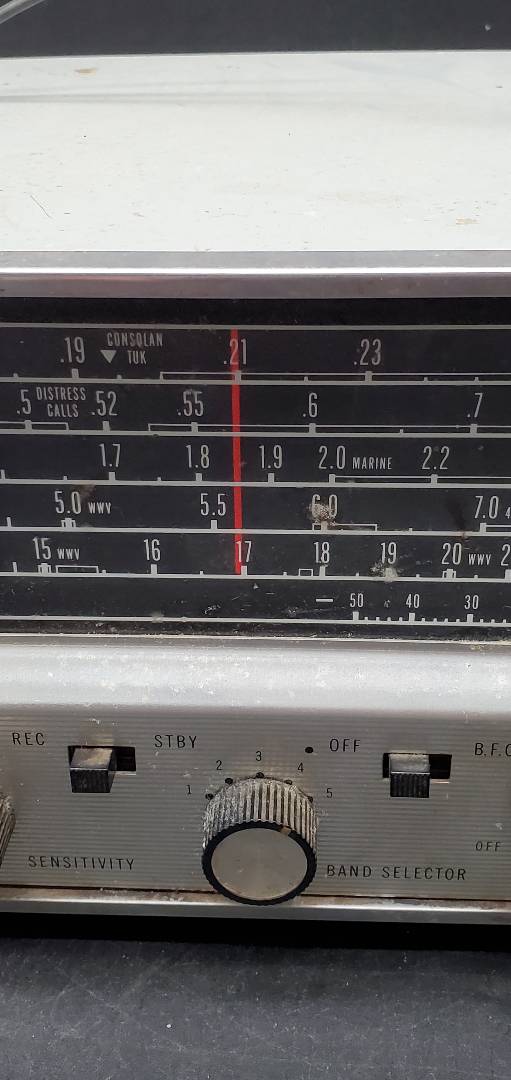 .19 CONSOLAN TUK .21 .23
.5 DISTRESS CALLS .52 .55 .6 .7
1.7 1.8 1.9 2.0 MARINE 2.2
5.0 WWV 5.5 6.0 7.0
15 WWV 16 17 18 19 20 WWV
– 50 40 30
REC STBY OFF
1 2 3 4 5
OFF
SENSITIVITY BAND SELECTOR